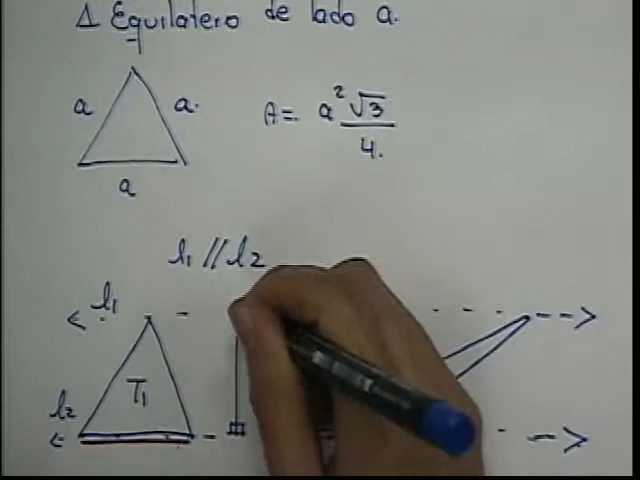 Δ Equilatero de lado a.
a a.
A = a²√3
4.
a
l1 // l2
l1
T1
l2